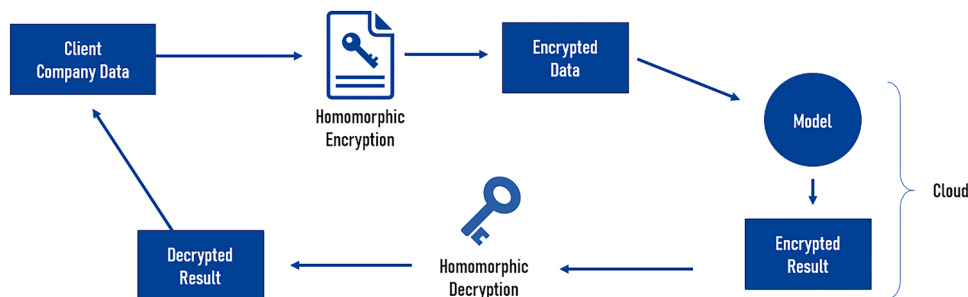 Client
Company Data
Homomorphic
Encryption
Encrypted
Data
Model
Cloud
Encrypted
Result
Homomorphic
Decryption
Decrypted
Result